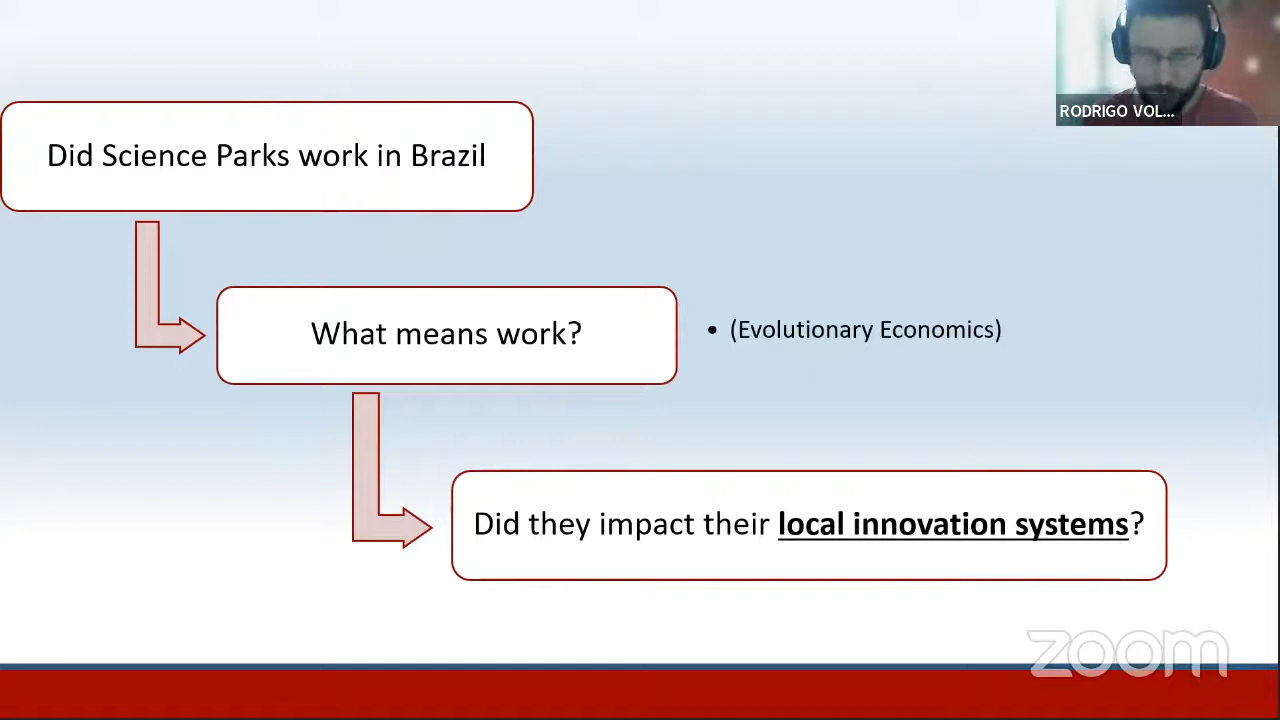 RODRIGO VOL...
Did Science Parks work in Brazil
What means work?
• (Evolutionary Economics)
Did they impact their local innovation systems?
zoom